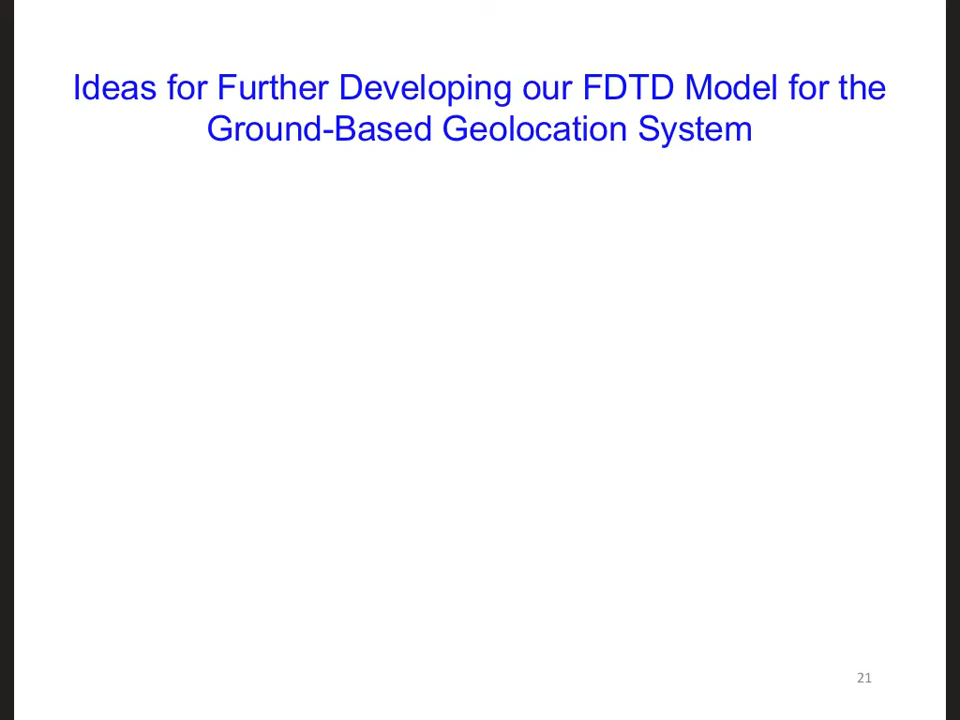 Ideas for Further Developing our FDTD Model for the
Ground-Based Geolocation System
21